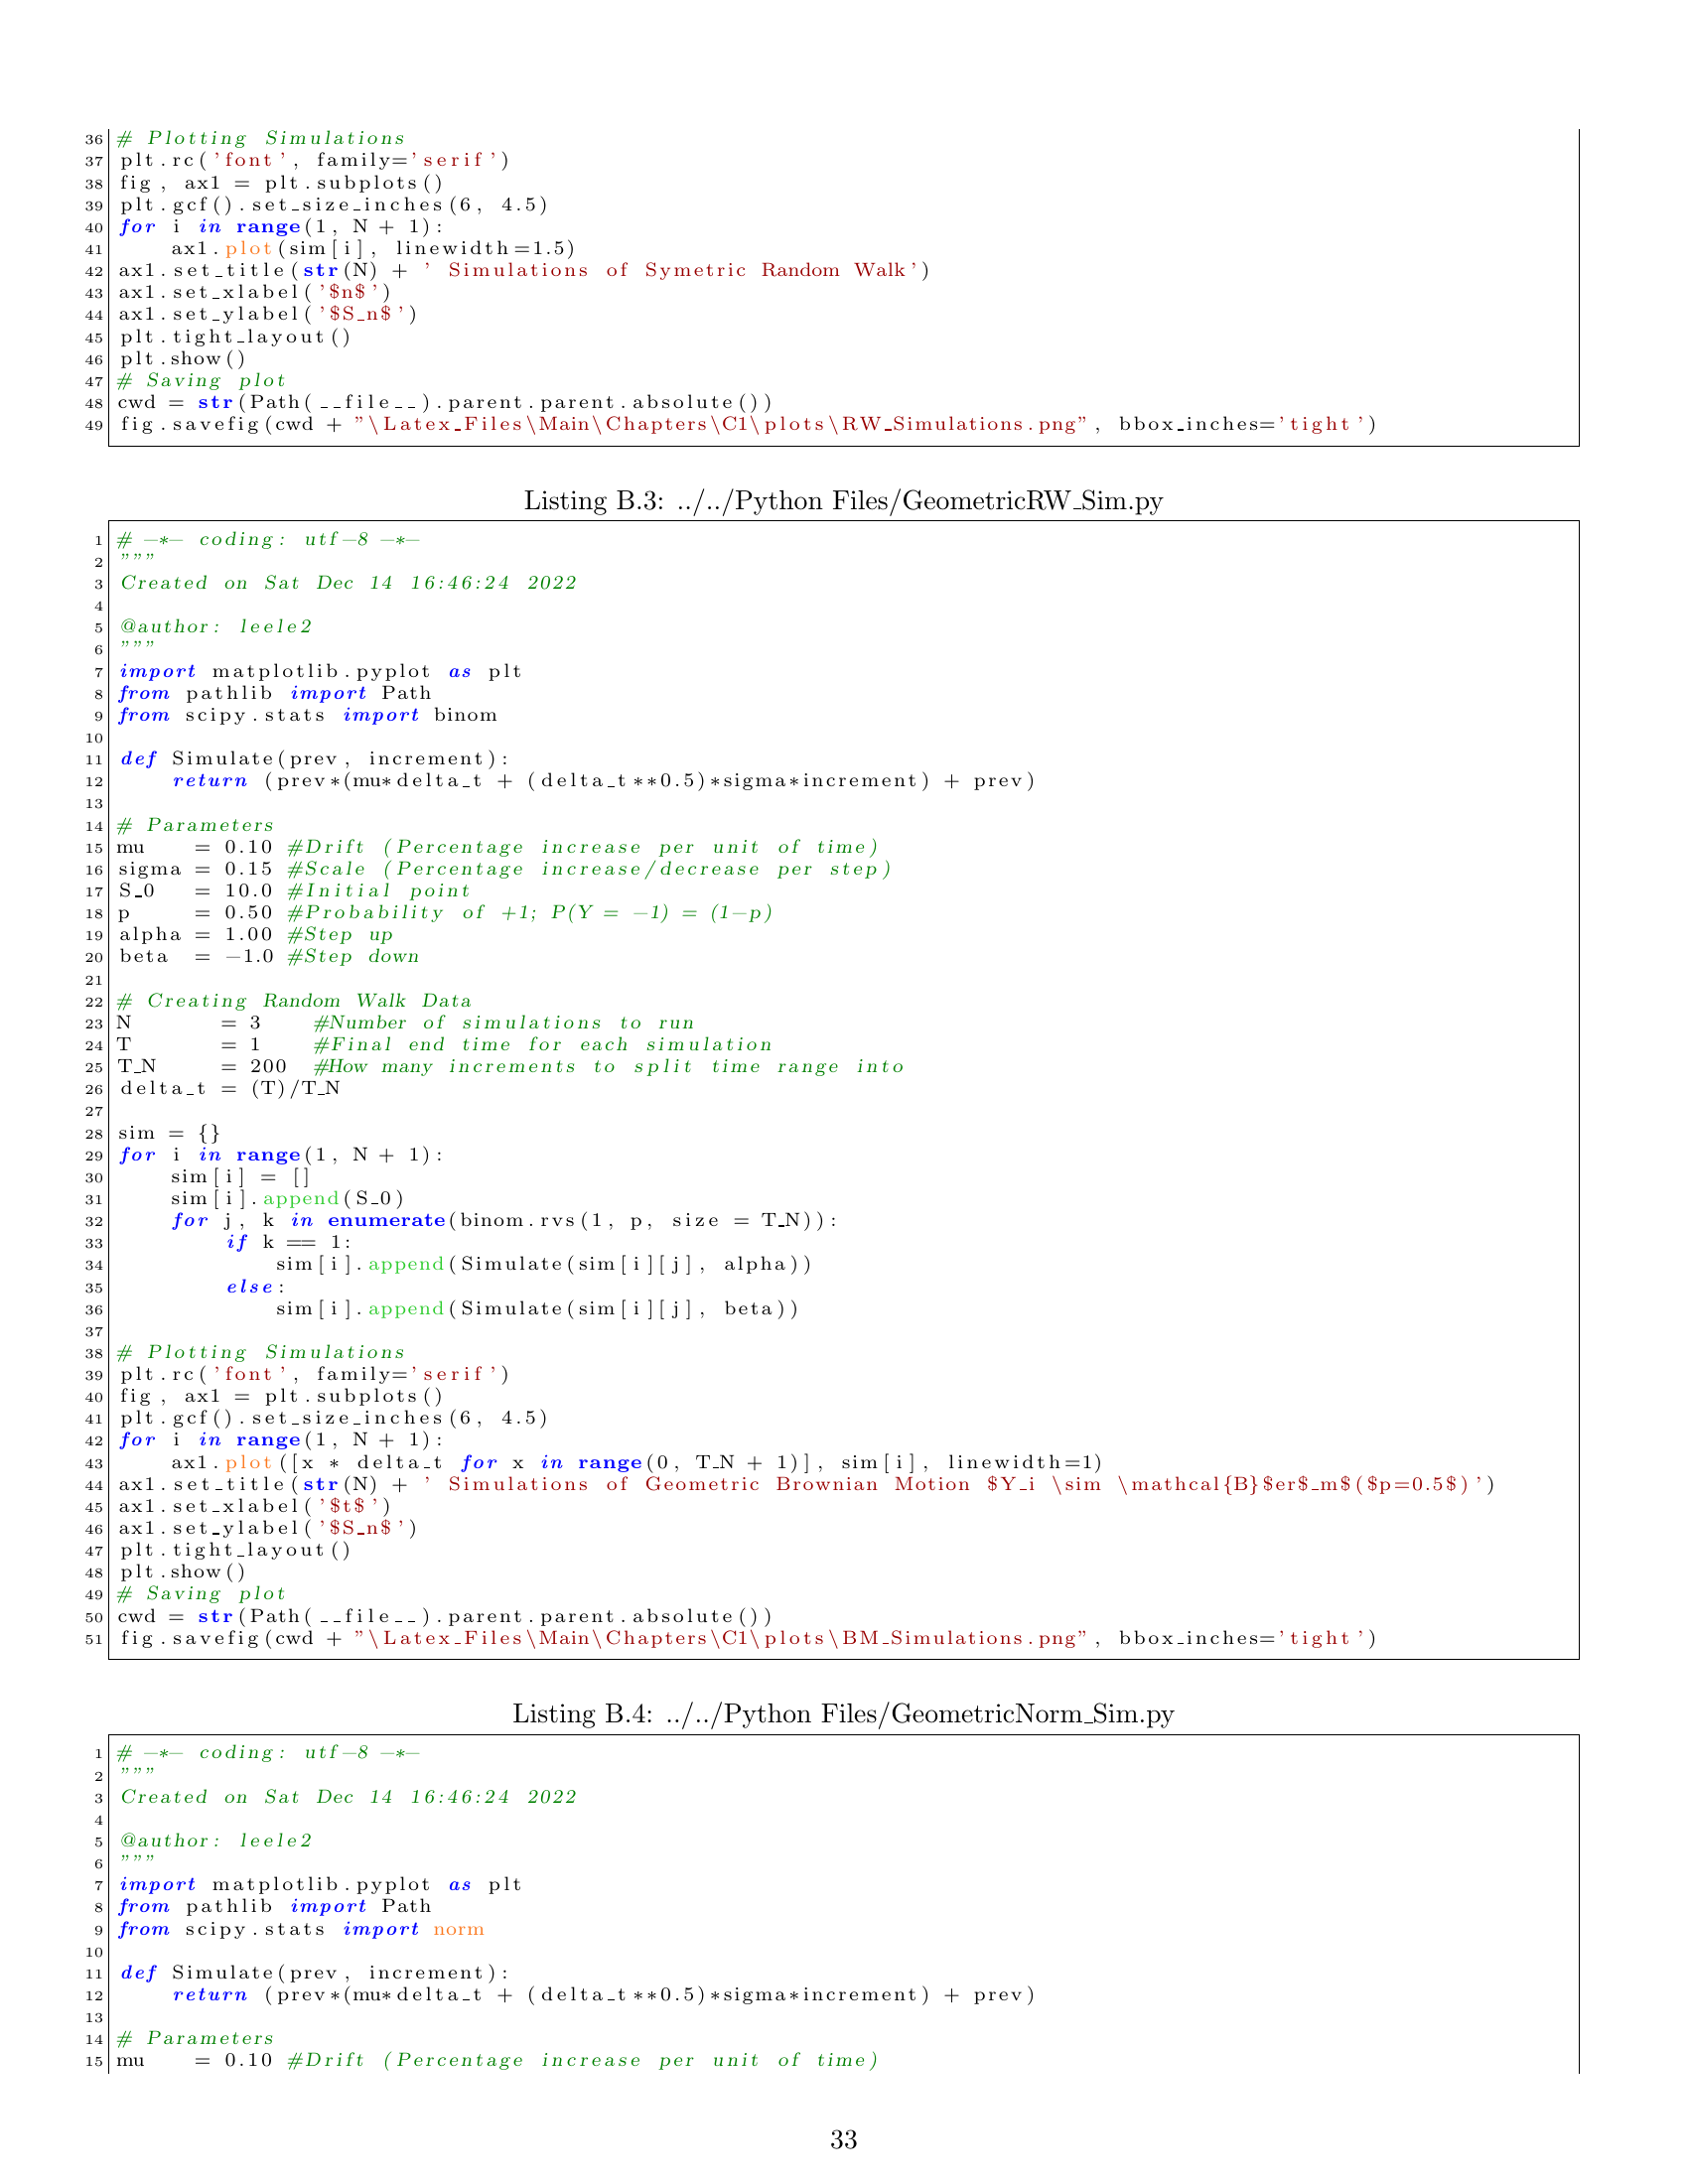 36 # Plotting Simulations
37 plt.rc('font', family='serif')
38 fig, ax1 = plt.subplots()
39 plt.gcf().set_size_inches(6, 4.5)
40 for i in range(1, N + 1):
41     ax1.plot(sim[i], linewidth=1.5)
42 ax1.set_title(str(N) + ' Simulations of Symetric Random Walk')
43 ax1.set_xlabel('$n$')
44 ax1.set_ylabel('$S_n$')
45 plt.tight_layout()
46 plt.show()
47 # Saving plot
48 cwd = str(Path(__file__).parent.parent.absolute())
49 fig.savefig(cwd + "\Latex_Files\Main\Chapters\C1\plots\RW_Simulations.png", bbox_inches='tight')
Listing B.3: ../../Python Files/GeometricRW_Sim.py
1 # -*- coding: utf-8 -*-
2 """
3 Created on Sat Dec 14 16:46:24 2022
4
5 @author: leele2
6 """
7 import matplotlib.pyplot as plt
8 from pathlib import Path
9 from scipy.stats import binom
10
11 def Simulate(prev, increment):
12     return (prev*(mu*delta_t + (delta_t**0.5)*sigma*increment) + prev)
13
14 # Parameters
15 mu    = 0.10 #Drift (Percentage increase per unit of time)
16 sigma = 0.15 #Scale (Percentage increase/decrease per step)
17 S_0   = 10.0 #Initial point
18 p     = 0.50 #Probability of +1; P(Y = -1) = (1-p)
19 alpha = 1.00 #Step up
20 beta  = -1.0 #Step down
21
22 # Creating Random Walk Data
23 N       = 3    #Number of simulations to run
24 T       = 1    #Final end time for each simulation
25 T_N     = 200  #How many increments to split time range into
26 delta_t = (T)/T_N
27
28 sim = {}
29 for i in range(1, N + 1):
30     sim[i] = []
31     sim[i].append(S_0)
32     for j, k in enumerate(binom.rvs(1, p, size = T_N)):
33         if k == 1:
34             sim[i].append(Simulate(sim[i][j], alpha))
35         else:
36             sim[i].append(Simulate(sim[i][j], beta))
37
38 # Plotting Simulations
39 plt.rc('font', family='serif')
40 fig, ax1 = plt.subplots()
41 plt.gcf().set_size_inches(6, 4.5)
42 for i in range(1, N + 1):
43     ax1.plot([x * delta_t for x in range(0, T_N + 1)], sim[i], linewidth=1)
44 ax1.set_title(str(N) + ' Simulations of Geometric Brownian Motion $Y_i \sim \mathcal{B}$er$_m$($p=0.5$)')
45 ax1.set_xlabel('$t$')
46 ax1.set_ylabel('$S_n$')
47 plt.tight_layout()
48 plt.show()
49 # Saving plot
50 cwd = str(Path(__file__).parent.parent.absolute())
51 fig.savefig(cwd + "\Latex_Files\Main\Chapters\C1\plots\BM_Simulations.png", bbox_inches='tight')
Listing B.4: ../../Python Files/GeometricNorm_Sim.py
1 # -*- coding: utf-8 -*-
2 """
3 Created on Sat Dec 14 16:46:24 2022
4
5 @author: leele2
6 """
7 import matplotlib.pyplot as plt
8 from pathlib import Path
9 from scipy.stats import norm
10
11 def Simulate(prev, increment):
12     return (prev*(mu*delta_t + (delta_t**0.5)*sigma*increment) + prev)
13
14 # Parameters
15 mu    = 0.10 #Drift (Percentage increase per unit of time)
33